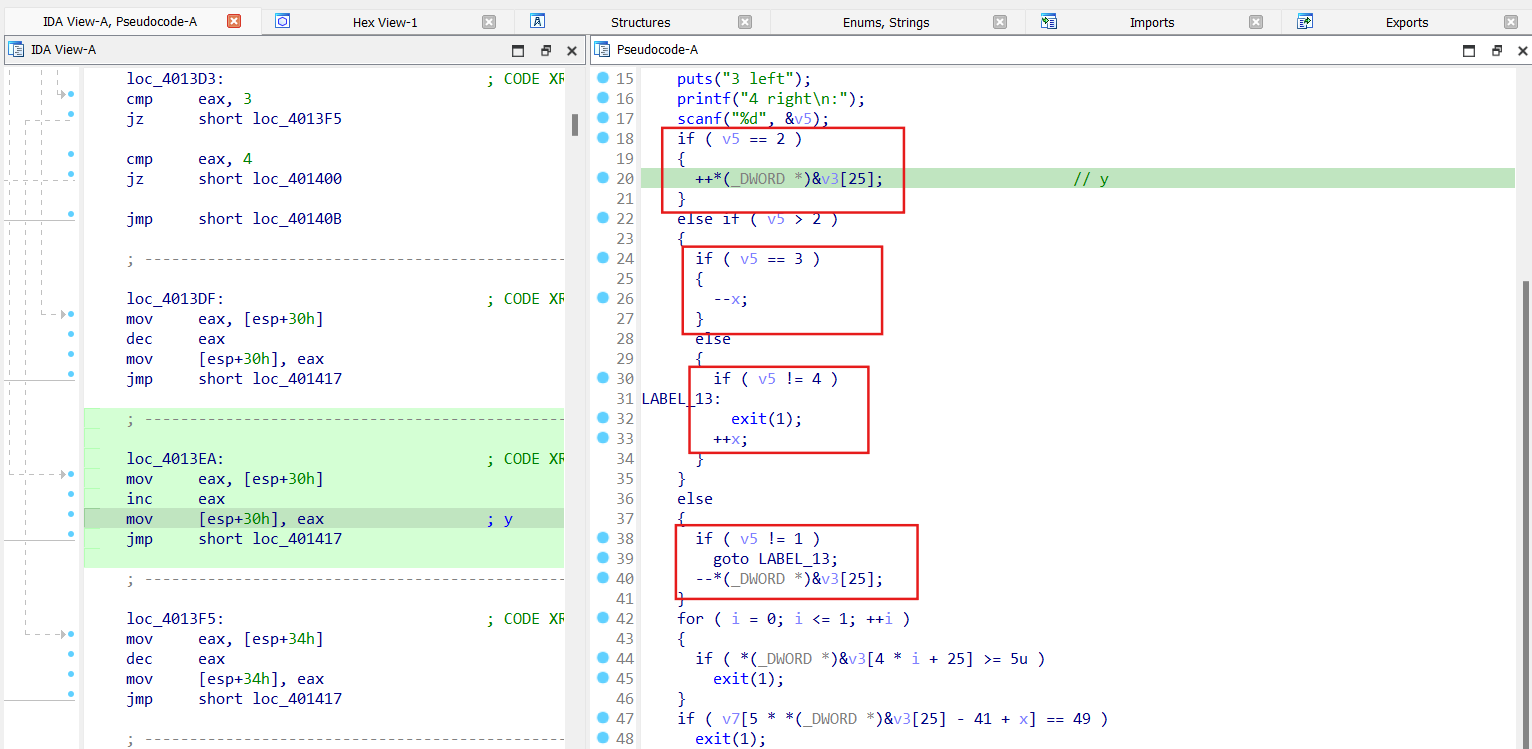 IDA View-A, Pseudocode-A
Hex View-1
Structures
Enums, Strings
Imports
Exports
IDA View-A
loc_4013D3: ; CODE XR
cmp eax, 3
jz short loc_4013F5
cmp eax, 4
jz short loc_401400
jmp short loc_40140B
; ---------------------------------------------
loc_4013DF: ; CODE XR
mov eax, [esp+30h]
dec eax
mov [esp+30h], eax
jmp short loc_401417
; ---------------------------------------------
loc_4013EA: ; CODE XR
mov eax, [esp+30h]
inc eax
mov [esp+30h], eax ; y
jmp short loc_401417
; ---------------------------------------------
loc_4013F5: ; CODE XR
mov eax, [esp+34h]
dec eax
mov [esp+34h], eax
jmp short loc_401417
; ---------------------------------------------
Pseudocode-A
15 puts("3 left");
16 printf("4 right\n:");
17 scanf("%d", &v5);
18 if ( v5 == 2 )
19 {
20 ++*(_DWORD *)&v3[25]; // y
21 }
22 else if ( v5 > 2 )
23 {
24 if ( v5 == 3 )
25 {
26 --x;
27 }
28 else
29 {
30 if ( v5 != 4 )
31 LABEL_13:
32 exit(1);
33 ++x;
34 }
35 }
36 else
37 {
38 if ( v5 != 1 )
39 goto LABEL_13;
40 --*(_DWORD *)&v3[25];
41 }
42 for ( i = 0; i <= 1; ++i )
43 {
44 if ( *(_DWORD *)&v3[4 * i + 25] >= 5u )
45 exit(1);
46 }
47 if ( v7[5 * *(_DWORD *)&v3[25] - 41 + x] == 49 )
48 exit(1);